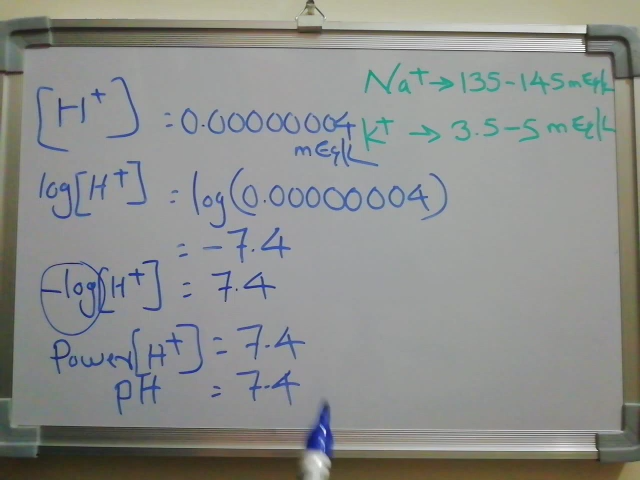 [H⁺] = 0.00000004 mEq/L
Na⁺ → 135-145 mEq/L
K⁺ → 3.5-5 mEq/L
log[H⁺] = log(0.00000004)
= -7.4
-log[H⁺] = 7.4
Power[H⁺] = 7.4
pH = 7.4